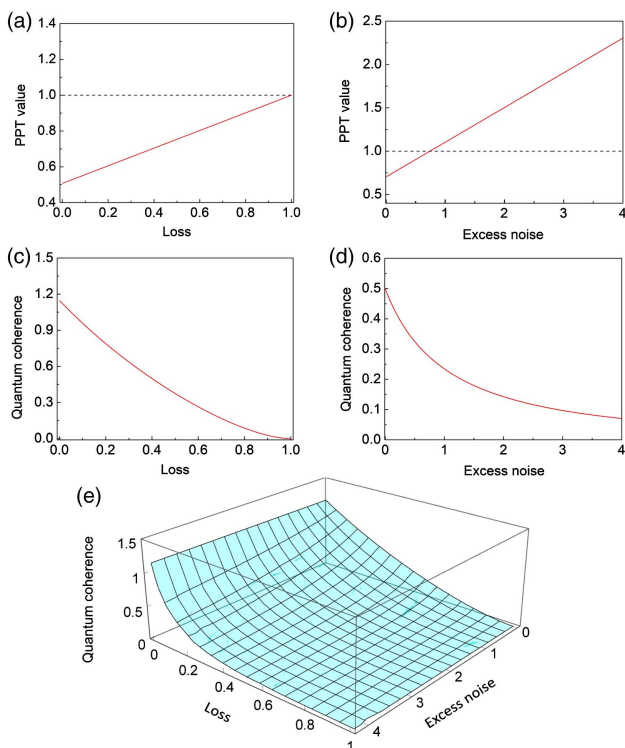 (a)
1.4
1.2
1.0
0.8
0.6
0.4
PPT value
0.0 0.2 0.4 0.6 0.8 1.0
Loss
(b)
2.5
2.0
1.5
1.0
0.5
PPT value
0 1 2 3 4
Excess noise
(c)
1.5
1.2
0.9
0.6
0.3
0.0
Quantum coherence
0.0 0.2 0.4 0.6 0.8 1.0
Loss
(d)
0.6
0.5
0.4
0.3
0.2
0.1
0.0
Quantum coherence
0 1 2 3 4
Excess noise
(e)
1.5
1
0.5
0
Quantum coherence
0 0.2 0.4 0.6 0.8 1
Loss
4 3 2 1 0
Excess noise